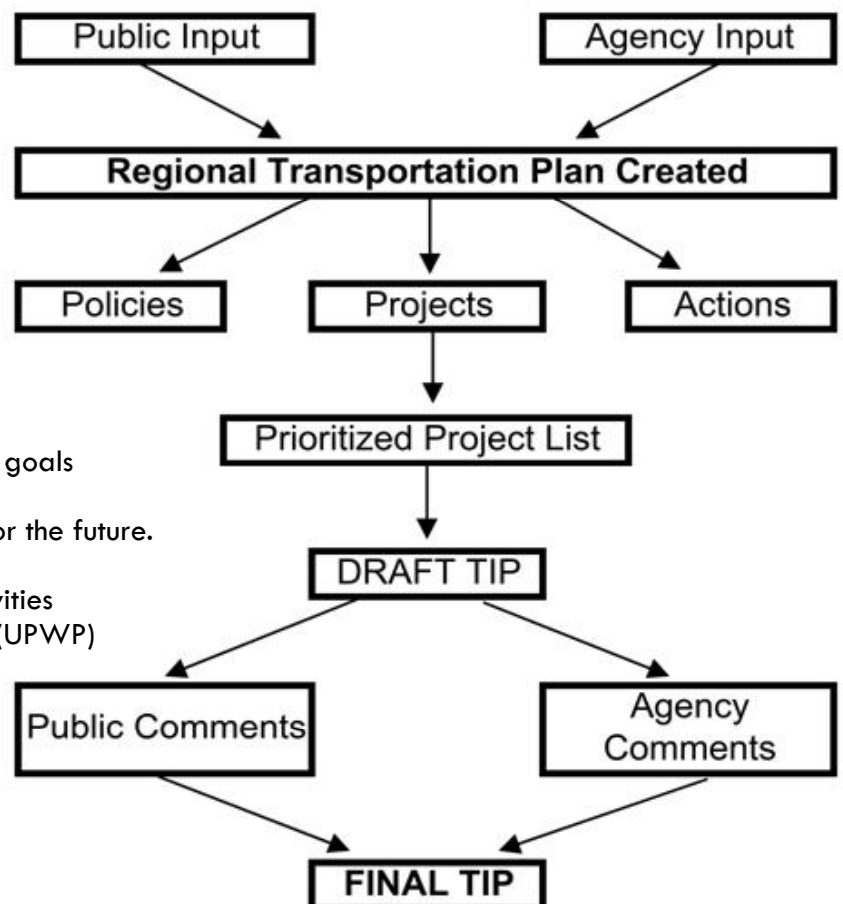 Public Input
Agency Input
Regional Transportation Plan Created
Policies
Projects
Actions
Prioritized Project List
goals
or the future.
DRAFT TIP
vities
(UPWP)
Public Comments
Agency
Comments
FINAL TIP